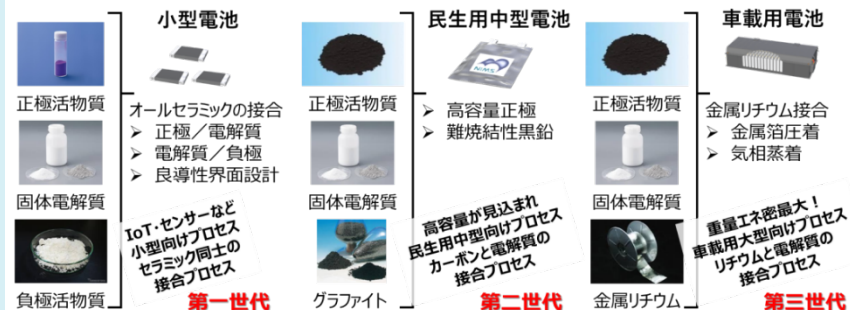 小型電池
正極活物質
固体電解質
負極活物質
オールセラミックの接合
➢ 正極/電解質
➢ 電解質/負極
➢ 良導性界面設計
IoT・センサーなど
小型向けプロセス
セラミック同士の
接合プロセス
第一世代
民生用中型電池
NIMS
正極活物質
固体電解質
グラファイト
➢ 高容量正極
➢ 難焼結性黒鉛
高容量が見込まれ
民生用中型向けプロセス
カーボンと電解質の
接合プロセス
第二世代
車載用電池
正極活物質
固体電解質
金属リチウム
金属リチウム接合
➢ 金属箔圧着
➢ 気相蒸着
重量エネ密最大!
車載用大型向けプロセス
リチウムと電解質の
接合プロセス
第三世代